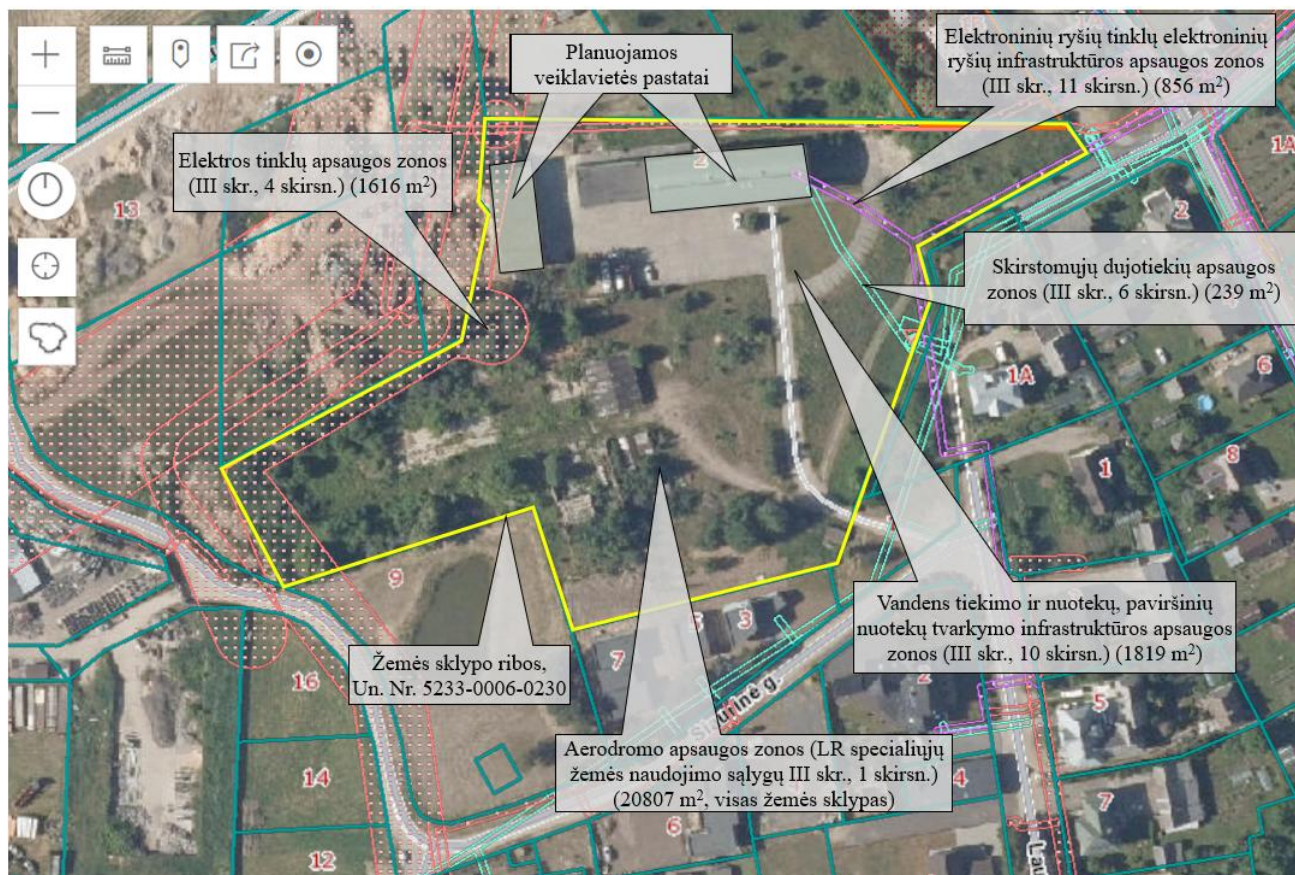 Planuojamos
veiklavietės pastatai
Elektroninių ryšių tinklų elektroninių
ryšių infrastruktūros apsaugos zonos
(III skr., 11 skirsn.) (856 m²)
Elektros tinklų apsaugos zonos
(III skr., 4 skirsn.) (1616 m²)
1A
13
2
2
Skirstomųjų dujotiekių apsaugos
zonos (III skr., 6 skirsn.) (239 m²)
1A
6
1
8
9
3
Vandens tiekimo ir nuotekų, paviršinių
nuotekų tvarkymo infrastruktūros apsaugos
zonos (III skr., 10 skirsn.) (1819 m²)
Žemės sklypo ribos,
Un. Nr. 5233-0006-0230
7
16
5
Aerodromo apsaugos zonos (LR specialiųjų
žemės naudojimo sąlygų III skr., 1 skirsn.)
(20807 m², visas žemės sklypas)
14
4
7
6
12
Lau